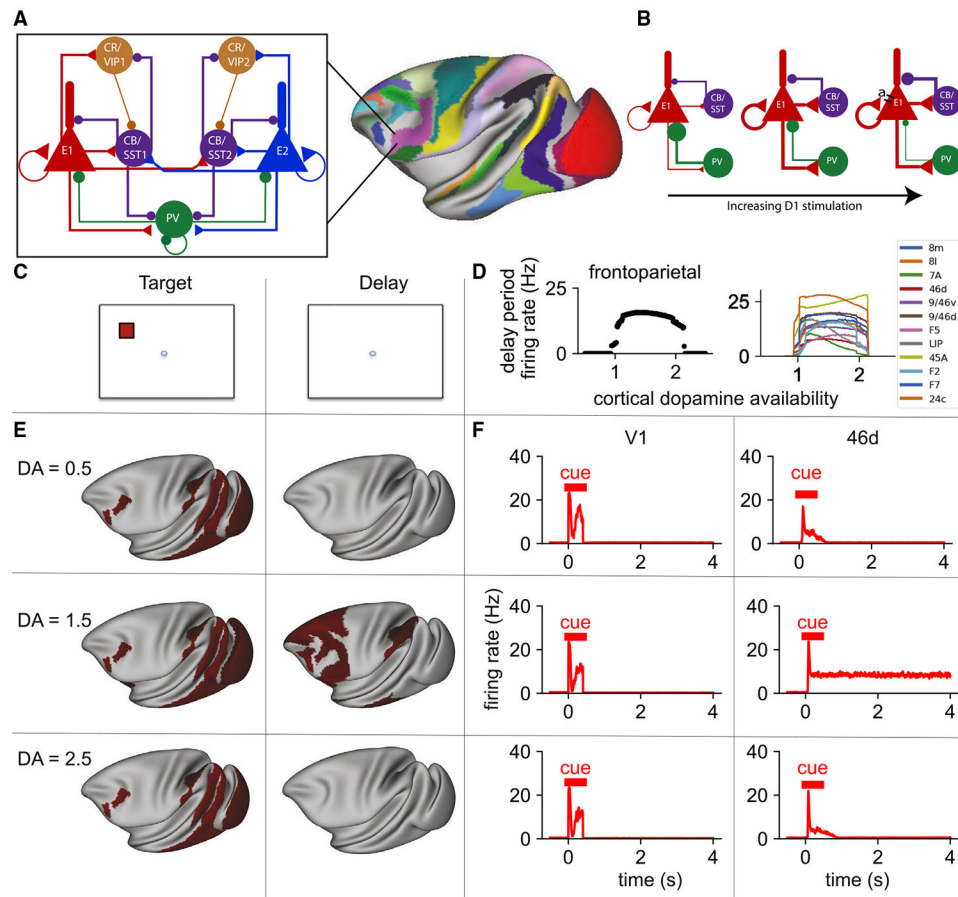 A
CR/
VIP1
CR/
VIP2
E1
CB/
SST1
CB/
SST2
E2
PV
B
E1
CB/
SST
PV
E1
CB/
SST
PV
a
E1
CB/
SST
PV
Increasing D1 stimulation
C
Target
Delay
D
frontoparietal
delay period
firing rate (Hz)
25
0
1
2
25
0
1
2
cortical dopamine availability
8m
8l
7A
46d
9/46v
9/46d
F5
LIP
45A
F2
F7
24c
E
DA = 0.5
DA = 1.5
DA = 2.5
F
V1
46d
40
20
0
cue
0
2
4
40
20
0
cue
0
2
4
firing rate (Hz)
40
20
0
cue
0
2
4
40
20
0
cue
0
2
4
40
20
0
cue
0
2
4
time (s)
40
20
0
cue
0
2
4
time (s)